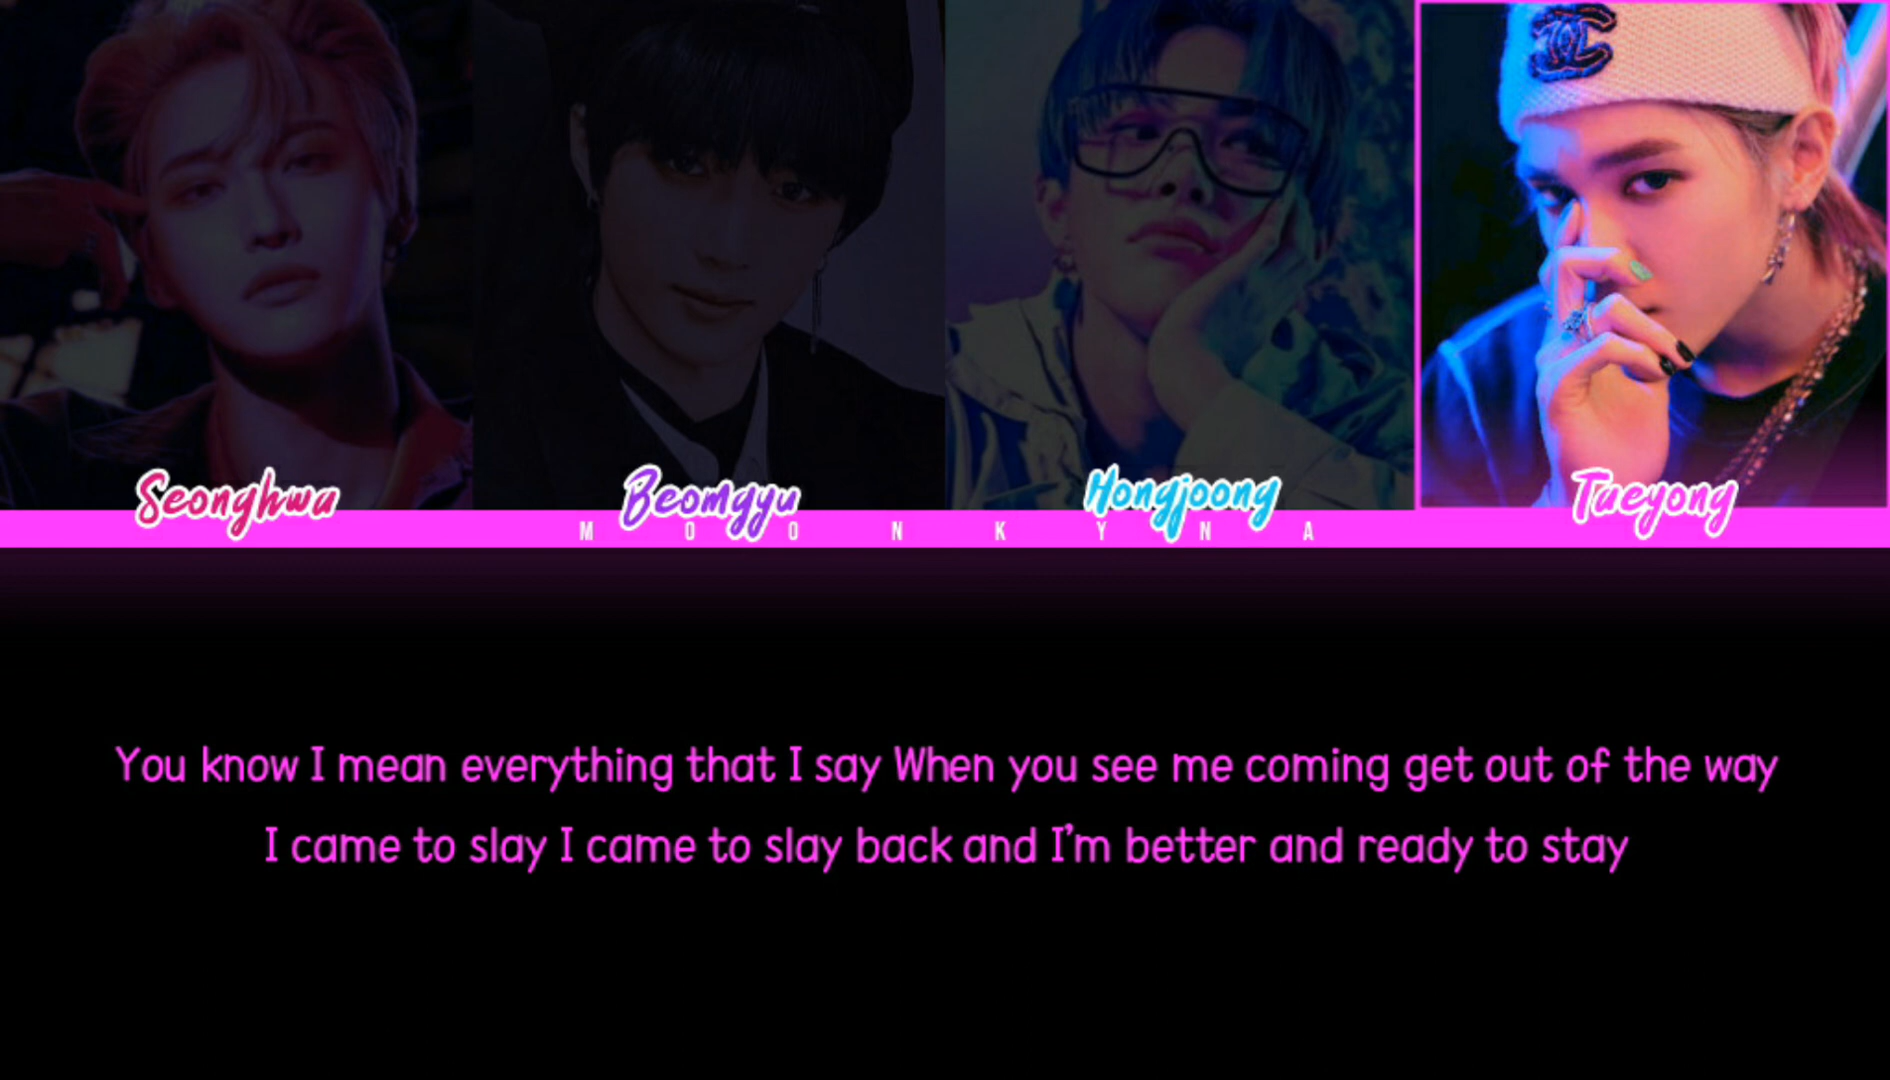 Seonghwa
Beomgyu
Hongjoong
Taeyong
MOONKYNA
You know I mean everything that I say When you see me coming get out of the way
I came to slay I came to slay back and I'm better and ready to stay